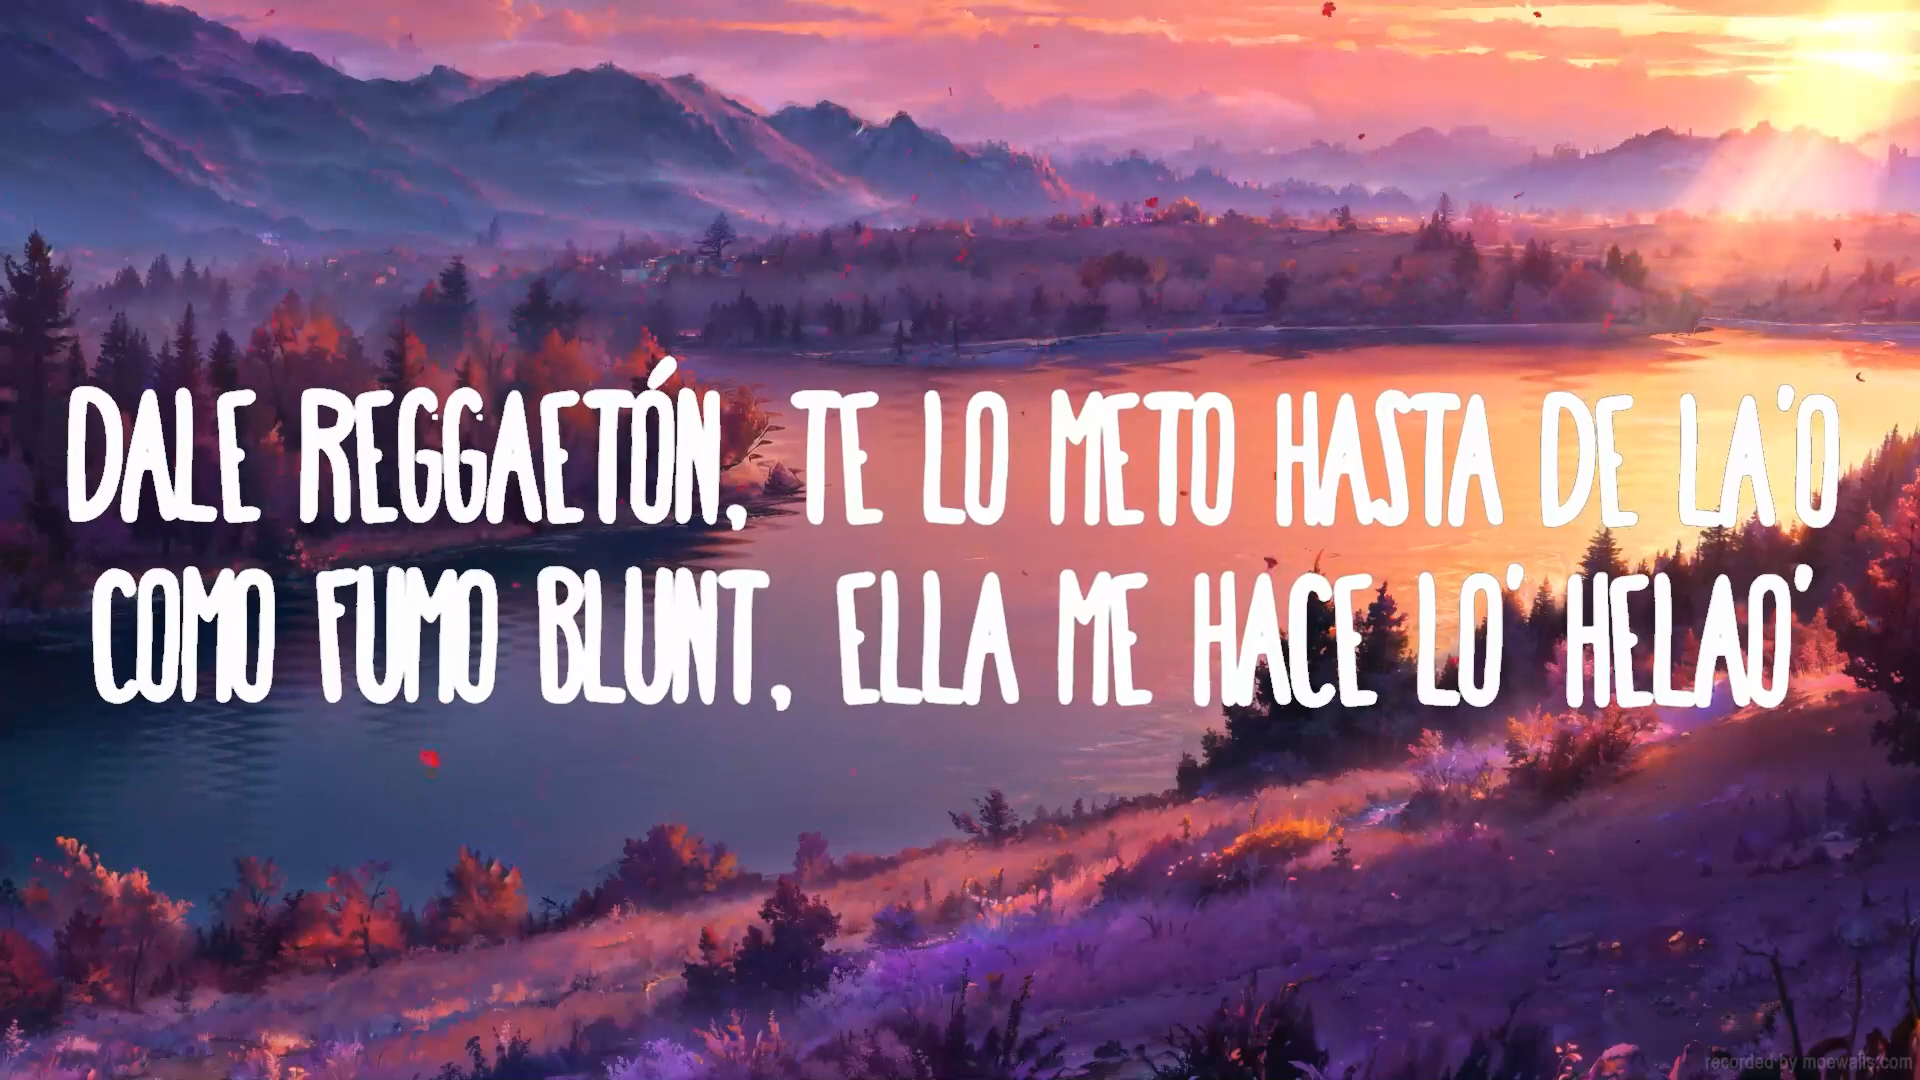 DALE REGGAETÓN, TE LO METO HASTA DE LA'O
COMO FUMO BLUNT, ELLA ME HACE LO' HELAO'
recorded by moewalls.com